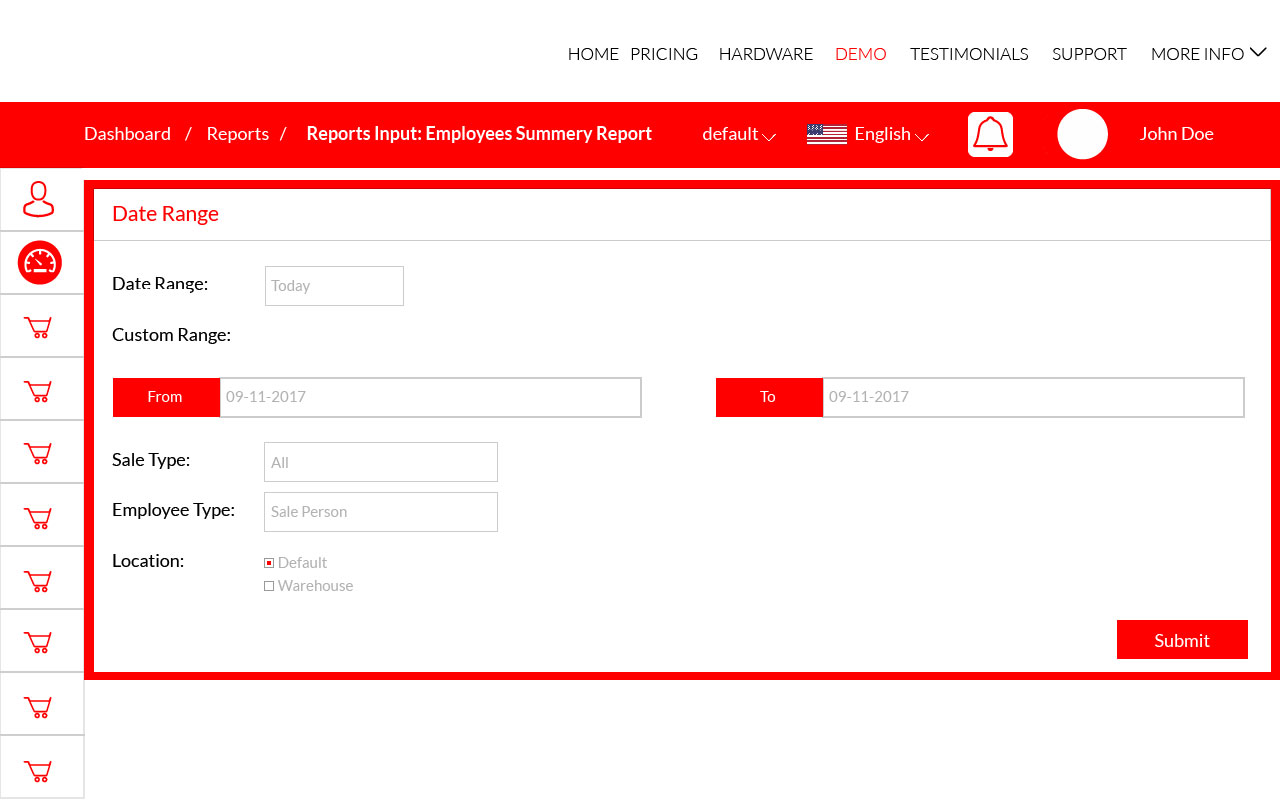 HOME PRICING HARDWARE DEMO TESTIMONIALS SUPPORT MORE INFO
Dashboard / Reports / Reports Input: Employees Summery Report default English John Doe
Date Range
Date Range: Today
Custom Range:
From 09-11-2017 To 09-11-2017
Sale Type: All
Employee Type: Sale Person
Location: Default
Warehouse
Submit